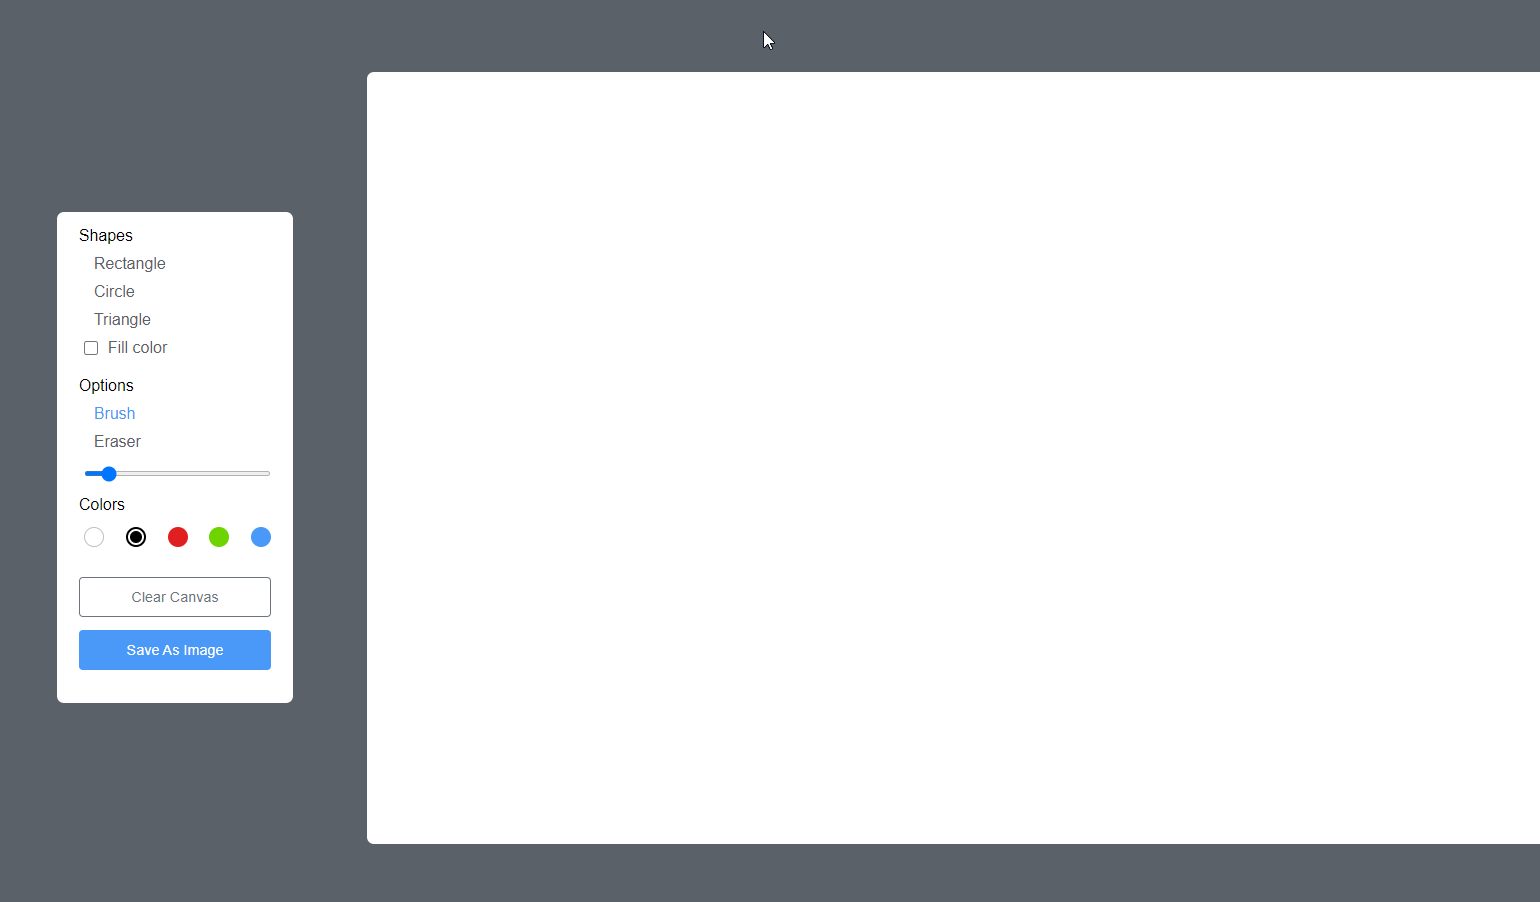 Shapes
Rectangle
Circle
Triangle
Fill color
Options
Brush
Eraser
Colors
Clear Canvas
Save As Image